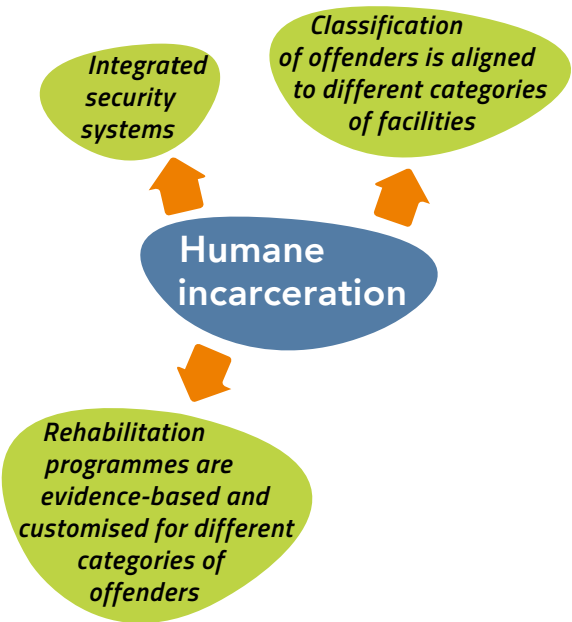 Integrated
security
systems
Classification
of offenders is aligned
to different categories
of facilities
Humane
incarceration
Rehabilitation
programmes are
evidence-based and
customised for different
categories of
offenders